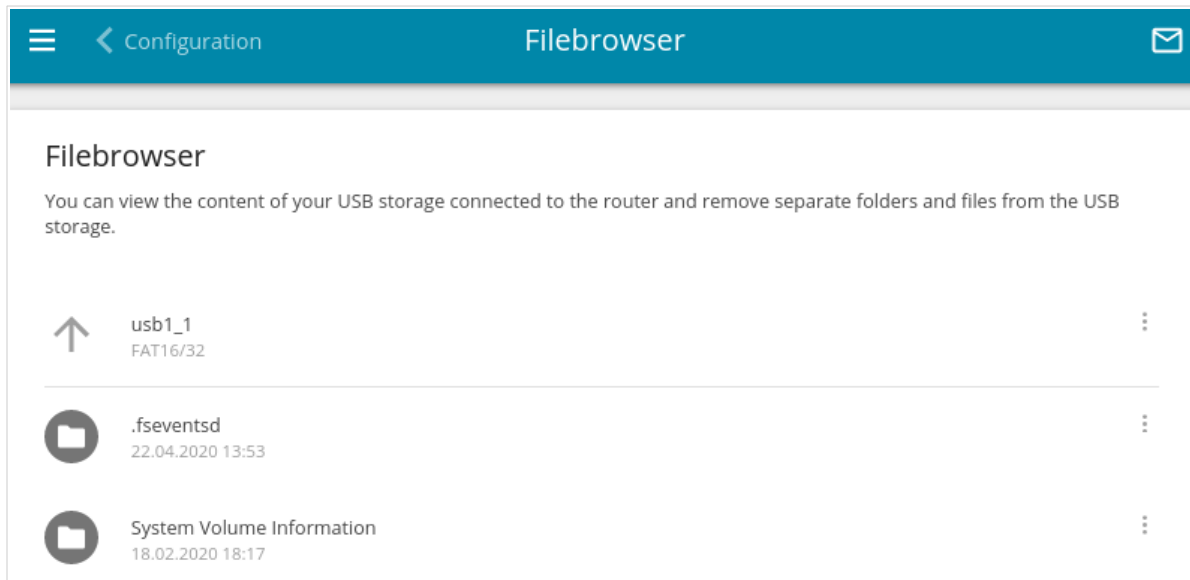 Configuration
Filebrowser
Filebrowser
You can view the content of your USB storage connected to the router and remove separate folders and files from the USB
storage.
usb1_1
FAT16/32
.fseventsd
22.04.2020 13:53
System Volume Information
18.02.2020 18:17